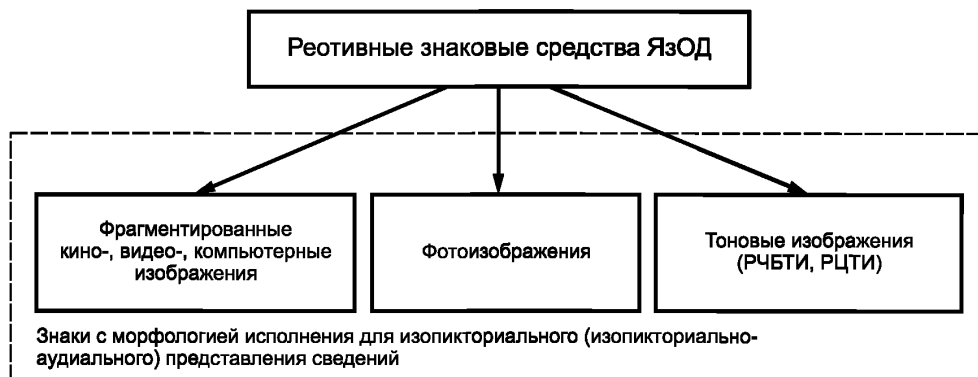 Реотивные знаковые средства ЯзОД
Фрагментированные
кино-, видео-, компьютерные
изображения
Фотоизображения
Тоновые изображения
(РЧБТИ, РЦТИ)
Знаки с морфологией исполнения для изопикториального (изопикториально-
аудиального) представления сведений